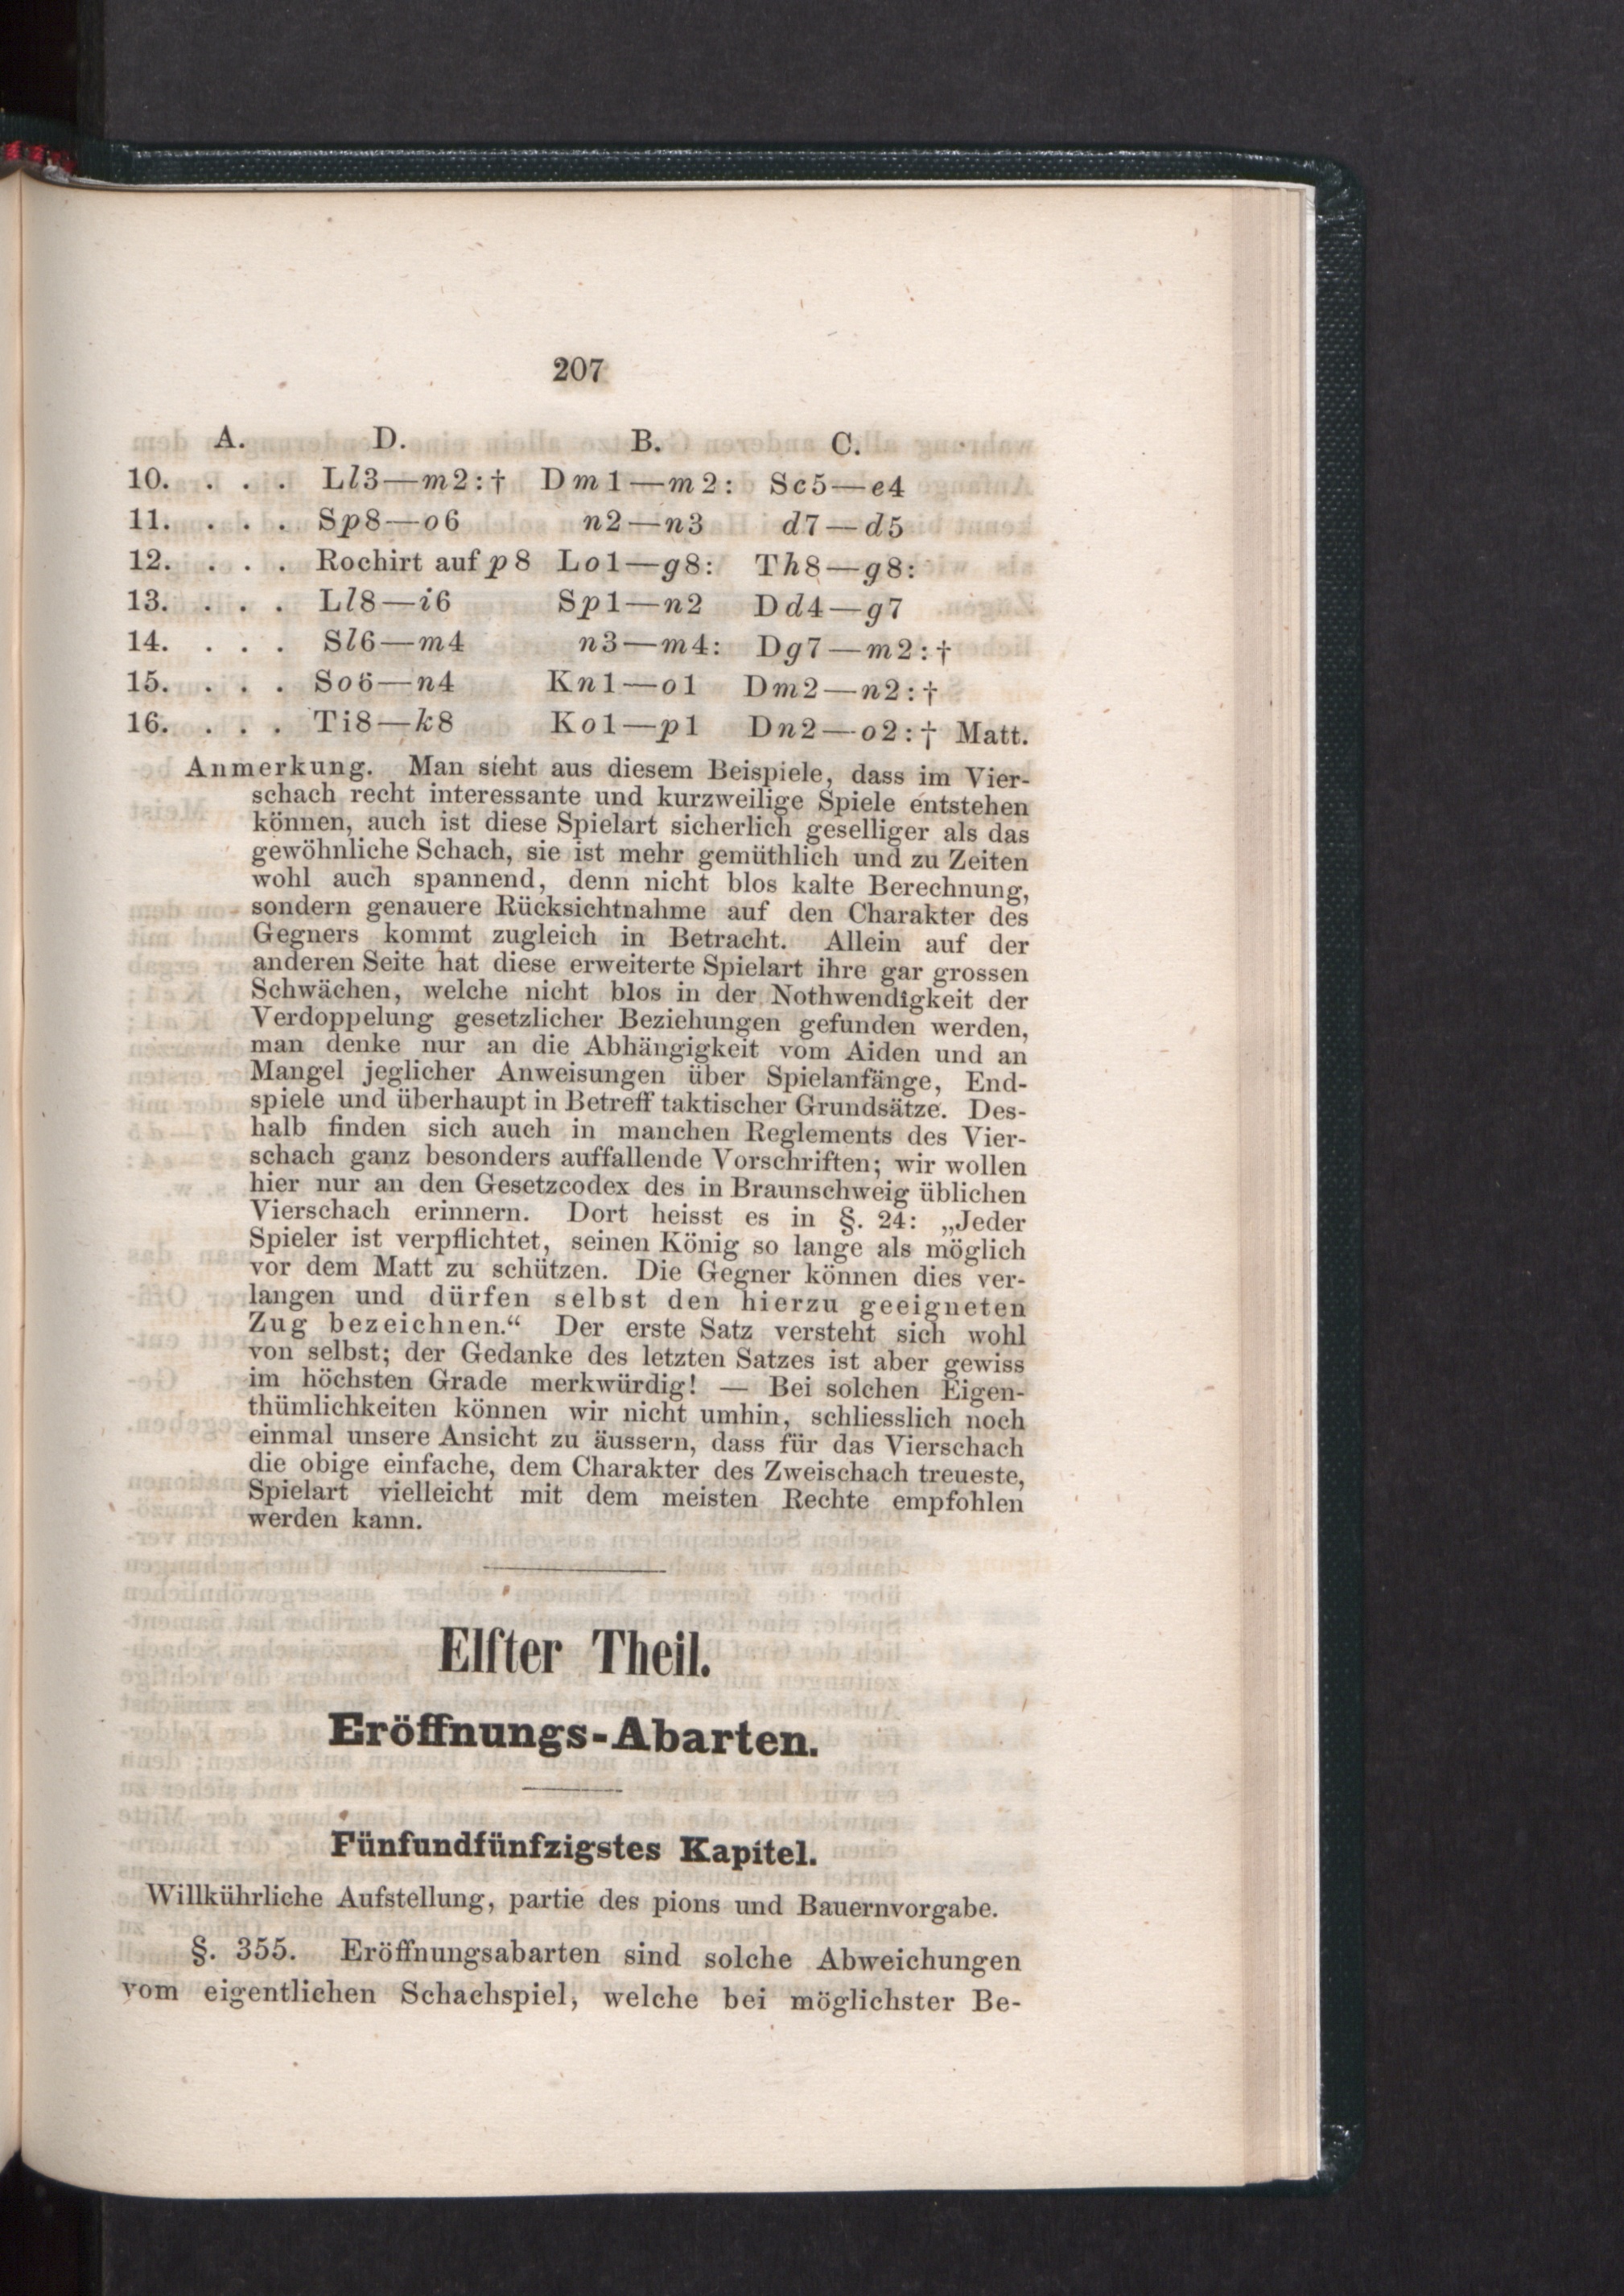 207
A. D. B. C.
10. . . . Ll3—m2:† Dm1—m2: Sc5—e4
11. . . . Sp8—o6 n2—n3 d7—d5
12. . . . Rochirt auf p8 Lo1—g8: Th8—g8:
13. . . . Ll8—i6 Sp1—n2 Dd4—g7
14. . . . Sl6—m4 n3—m4: Dg7—m2:†
15. . . . So6—n4 Kn1—o1 Dm2—n2:†
16. . . . Ti8—k8 Ko1—p1 Dn2—o2:† Matt.
Anmerkung. Man sieht aus diesem Beispiele, dass im Vier-
schach recht interessante und kurzweilige Spiele entstehen
können, auch ist diese Spielart sicherlich geselliger als das
gewöhnliche Schach, sie ist mehr gemüthlich und zu Zeiten
wohl auch spannend, denn nicht blos kalte Berechnung,
sondern genauere Rücksichtnahme auf den Charakter des
Gegners kommt zugleich in Betracht. Allein auf der
anderen Seite hat diese erweiterte Spielart ihre gar grossen
Schwächen, welche nicht blos in der Nothwendigkeit der
Verdoppelung gesetzlicher Beziehungen gefunden werden,
man denke nur an die Abhängigkeit vom Aiden und an
Mangel jeglicher Anweisungen über Spielanfänge, End-
spiele und überhaupt in Betreff taktischer Grundsätze. Des-
halb finden sich auch in manchen Reglements des Vier-
schach ganz besonders auffallende Vorschriften; wir wollen
hier nur an den Gesetzcodex des in Braunschweig üblichen
Vierschach erinnern. Dort heisst es in §. 24: „Jeder
Spieler ist verpflichtet, seinen König so lange als möglich
vor dem Matt zu schützen. Die Gegner können dies ver-
langen und dürfen selbst den hierzu geeigneten
Zug bezeichnen.“ Der erste Satz versteht sich wohl
von selbst; der Gedanke des letzten Satzes ist aber gewiss
im höchsten Grade merkwürdig! — Bei solchen Eigen-
thümlichkeiten können wir nicht umhin, schliesslich noch
einmal unsere Ansicht zu äussern, dass für das Vierschach
die obige einfache, dem Charakter des Zweischach treueste,
Spielart vielleicht mit dem meisten Rechte empfohlen
werden kann.
Elfter Theil.
Eröffnungs-Abarten.
Fünfundfünfzigstes Kapitel.
Willkührliche Aufstellung, partie des pions und Bauernvorgabe.
§. 355. Eröffnungsabarten sind solche Abweichungen
vom eigentlichen Schachspiel, welche bei möglichster Be-